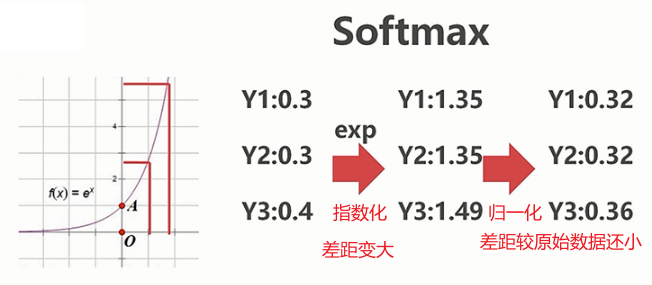 Softmax
Y1:0.3
Y1:1.35
Y1:0.32
exp
Y2:0.3
Y2:1.35
Y2:0.32
Y3:0.4
指数化
Y3:1.49
归一化
Y3:0.36
差距变大
差距较原始数据还小
4
2
f(x) = eˣ
A
O